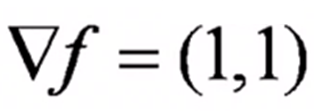 ∇f = (1,1)